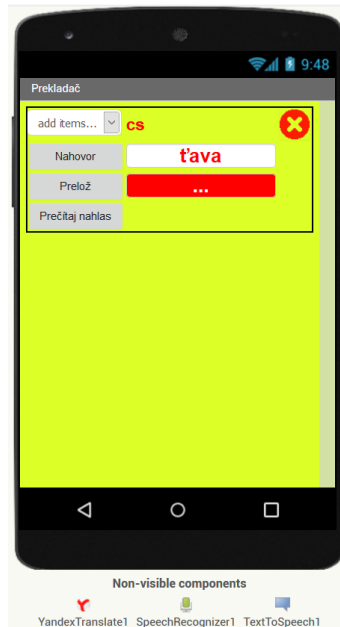 9:48
Prekladač
add items... cs
Nahovor ťava
Prelož ...
Prečítaj nahlas
Non-visible components
YandexTranslate1 SpeechRecognizer1 TextToSpeech1